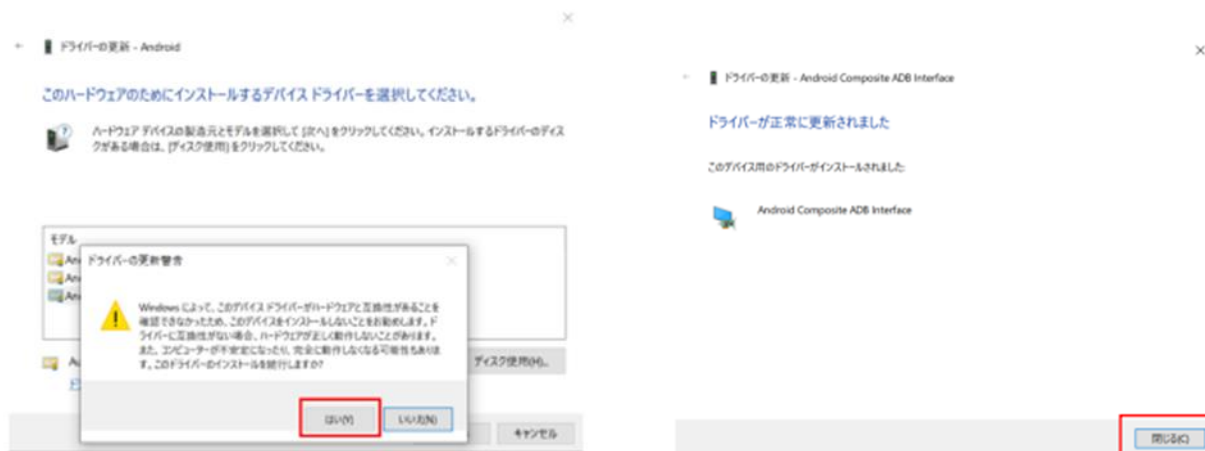 ドライバーの更新 - Android
このハードウェアのためにインストールするデバイス ドライバーを選択してください。
ハードウェア デバイスの製造元とモデルを選択して [次へ] をクリックしてください。インストールするドライバーのディス
クがある場合は、[ディスク使用] をクリックしてください。
モデル
An
An
An
ドライバーの更新警告
Windows によって、このデバイス ドライバーがハードウェアと互換性があることを
確認できなかったため、このデバイスをインストールしないことをお勧めします。ド
ライバーに互換性がない場合、ハードウェアが正しく動作しないことがあります。
また、コンピューターが不安定になったり、完全に動作しなくなる可能性もありま
す。このドライバーのインストールを続行しますか?
はい(Y)
いいえ(N)
ディスク使用(H)...
キャンセル
ドライバーの更新 - Android Composite ADB Interface
ドライバーが正常に更新されました
このデバイス用のドライバーがインストールされました:
Android Composite ADB Interface
閉じる(C)